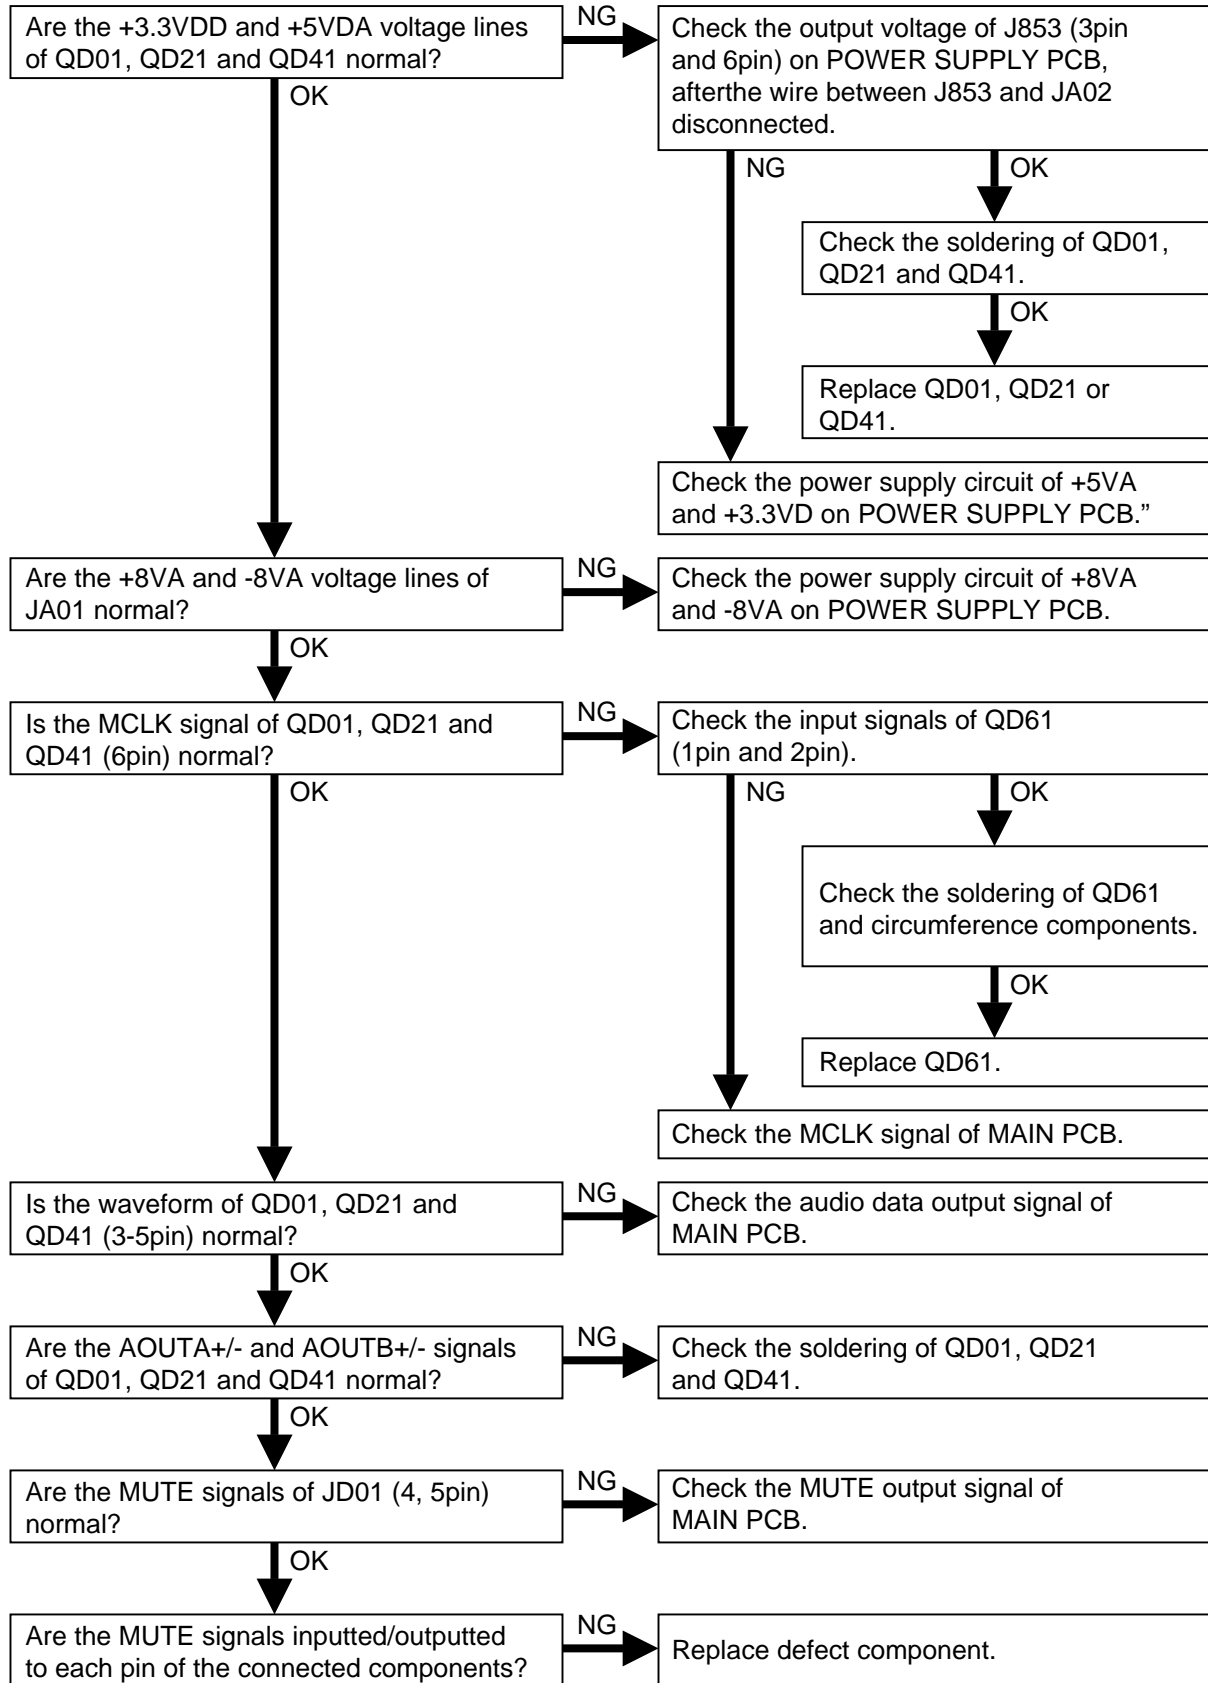 Are the +3.3VDD and +5VDA voltage lines
of QD01, QD21 and QD41 normal?
NG
Check the output voltage of J853 (3pin
and 6pin) on POWER SUPPLY PCB,
afterthe wire between J853 and JA02
disconnected.
OK
NG
OK
Check the soldering of QD01,
QD21 and QD41.
OK
Replace QD01, QD21 or
QD41.
Check the power supply circuit of +5VA
and +3.3VD on POWER SUPPLY PCB.”
Are the +8VA and -8VA voltage lines of
JA01 normal?
NG
Check the power supply circuit of +8VA
and -8VA on POWER SUPPLY PCB.
OK
Is the MCLK signal of QD01, QD21 and
QD41 (6pin) normal?
NG
Check the input signals of QD61
(1pin and 2pin).
OK
NG
OK
Check the soldering of QD61
and circumference components.
OK
Replace QD61.
Check the MCLK signal of MAIN PCB.
Is the waveform of QD01, QD21 and
QD41 (3-5pin) normal?
NG
Check the audio data output signal of
MAIN PCB.
OK
Are the AOUTA+/- and AOUTB+/- signals
of QD01, QD21 and QD41 normal?
NG
Check the soldering of QD01, QD21
and QD41.
OK
Are the MUTE signals of JD01 (4, 5pin)
normal?
NG
Check the MUTE output signal of
MAIN PCB.
OK
Are the MUTE signals inputted/outputted
to each pin of the connected components?
NG
Replace defect component.